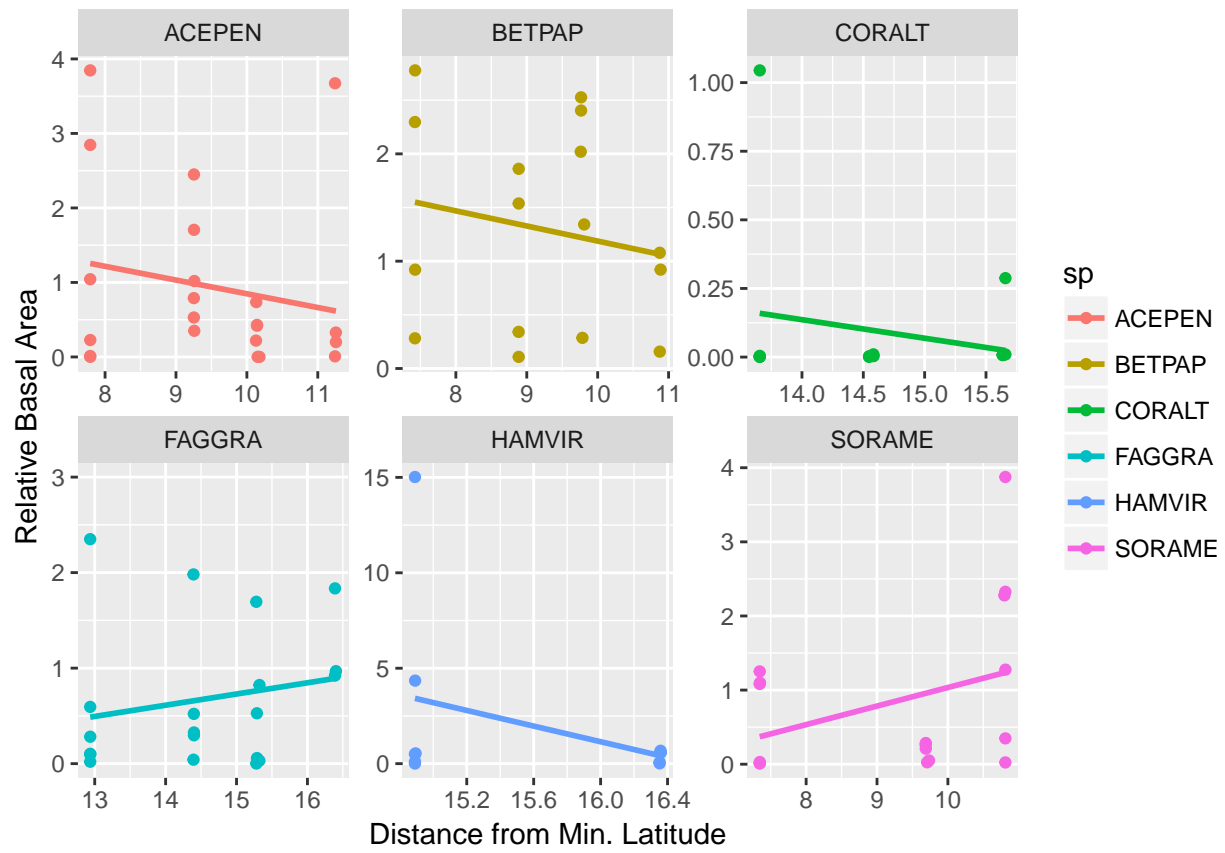 ACEPEN BETPAP CORALT
4
3
2
1
0
2
1
0
1.00
0.75
0.50
0.25
0.00
8 9 10 11
8 9 10 11
14.0 14.5 15.0 15.5
FAGGRA HAMVIR SORAME
3
2
1
0
15
10
5
0
4
3
2
1
0
13 14 15 16
15.2 15.6 16.0 16.4
8 9 10
Distance from Min. Latitude
Relative Basal Area
sp
ACEPEN
BETPAP
CORALT
FAGGRA
HAMVIR
SORAME